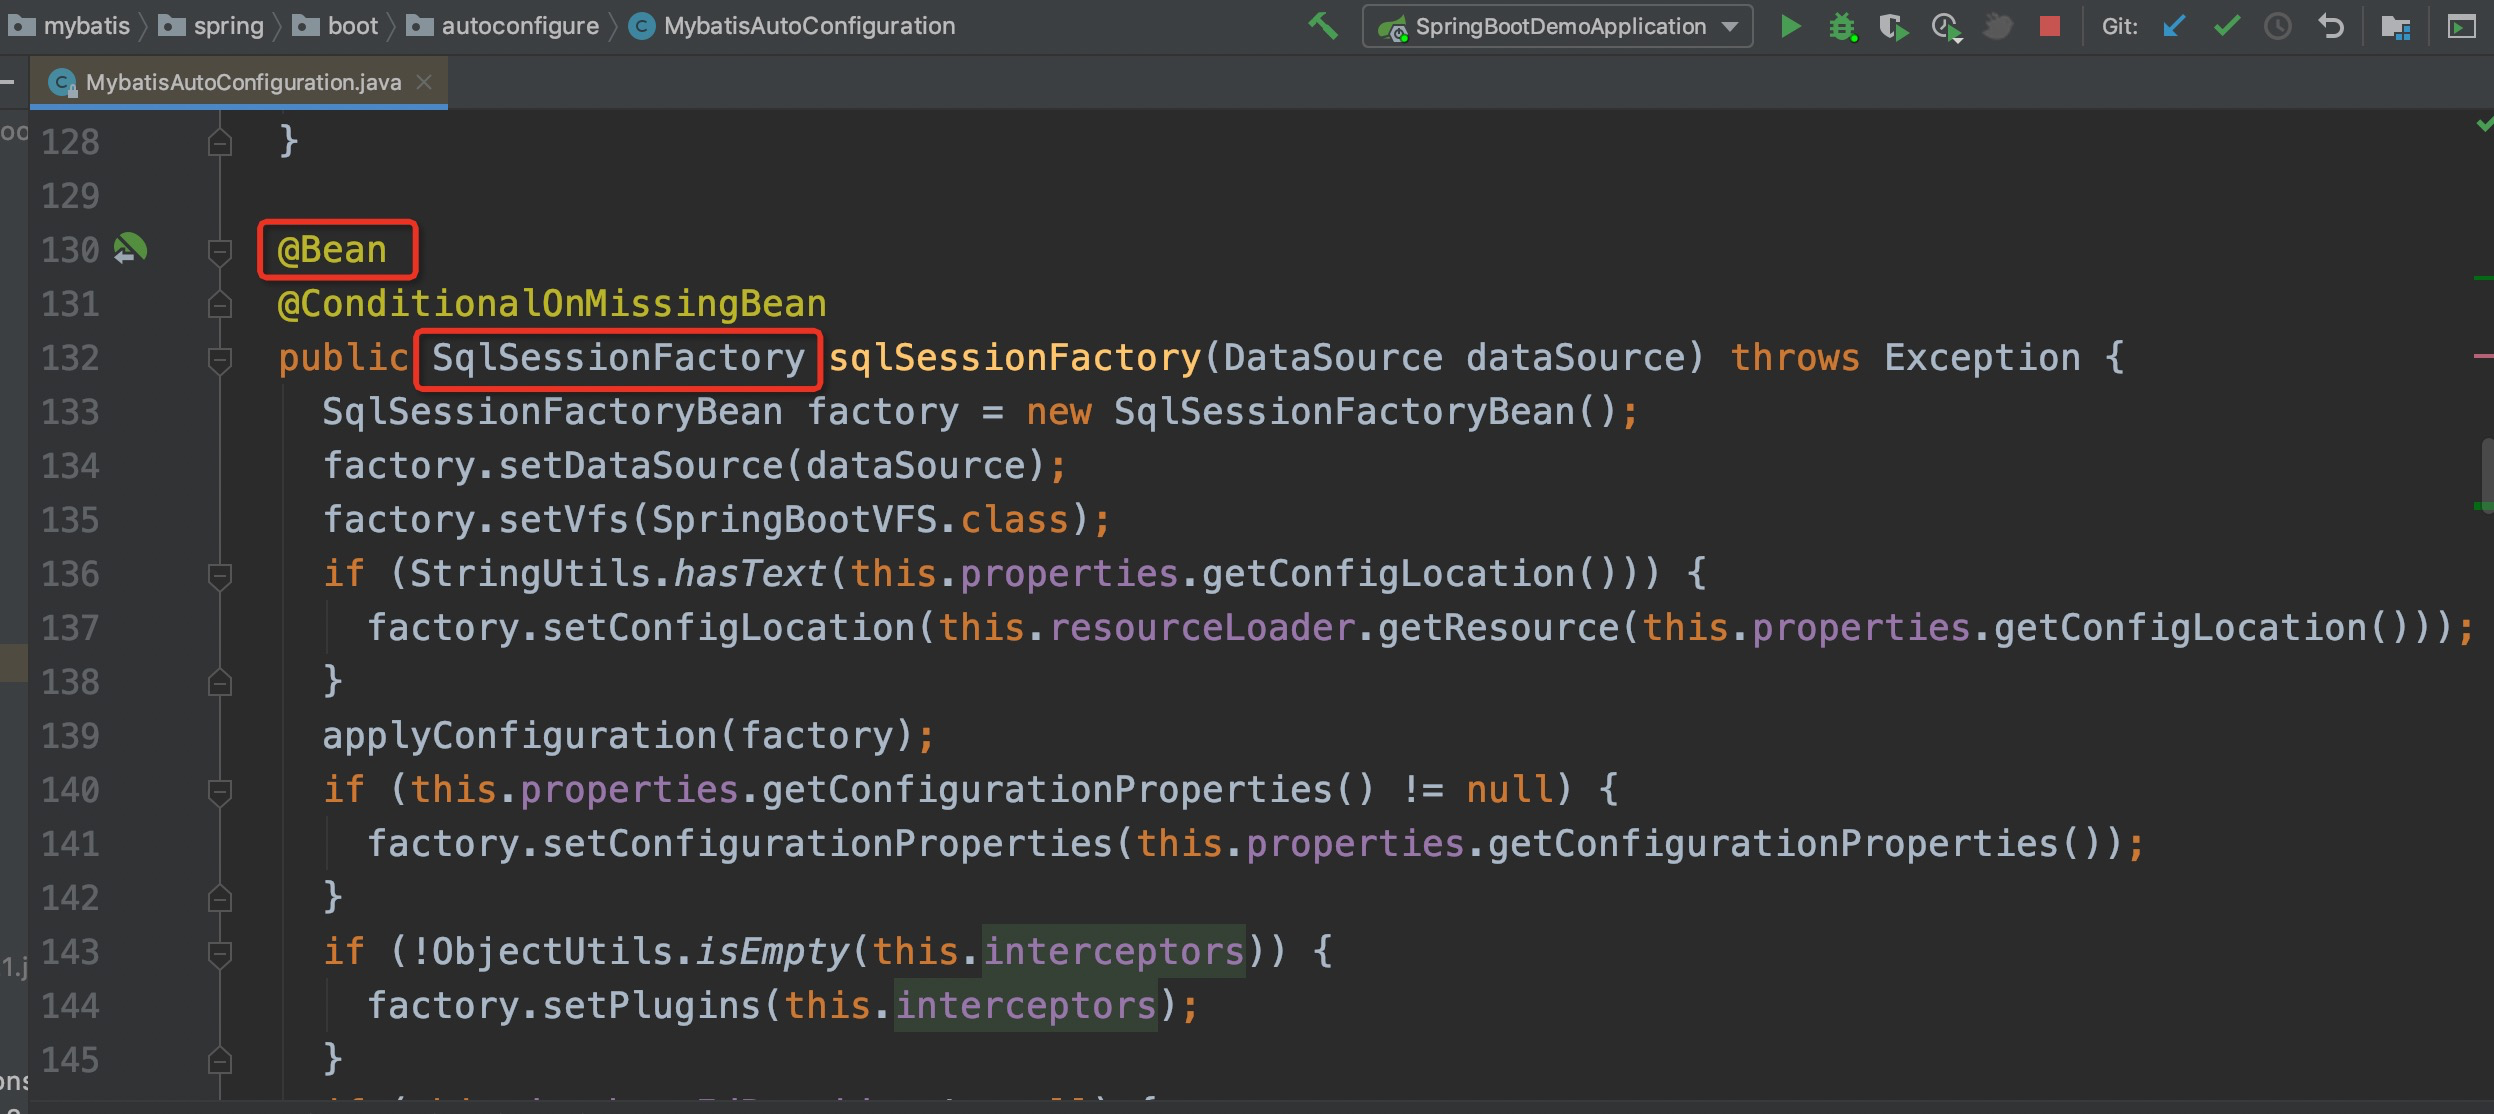 mybatis spring boot autoconfigure MybatisAutoConfiguration SpringBootDemoApplication Git:
MybatisAutoConfiguration.java
128 }
129
130 @Bean
131 @ConditionalOnMissingBean
132 public SqlSessionFactory sqlSessionFactory(DataSource dataSource) throws Exception {
133 SqlSessionFactoryBean factory = new SqlSessionFactoryBean();
134 factory.setDataSource(dataSource);
135 factory.setVfs(SpringBootVFS.class);
136 if (StringUtils.hasText(this.properties.getConfigLocation())) {
137 factory.setConfigLocation(this.resourceLoader.getResource(this.properties.getConfigLocation()));
138 }
139 applyConfiguration(factory);
140 if (this.properties.getConfigurationProperties() != null) {
141 factory.setConfigurationProperties(this.properties.getConfigurationProperties());
142 }
143 if (!ObjectUtils.isEmpty(this.interceptors)) {
144 factory.setPlugins(this.interceptors);
145 }